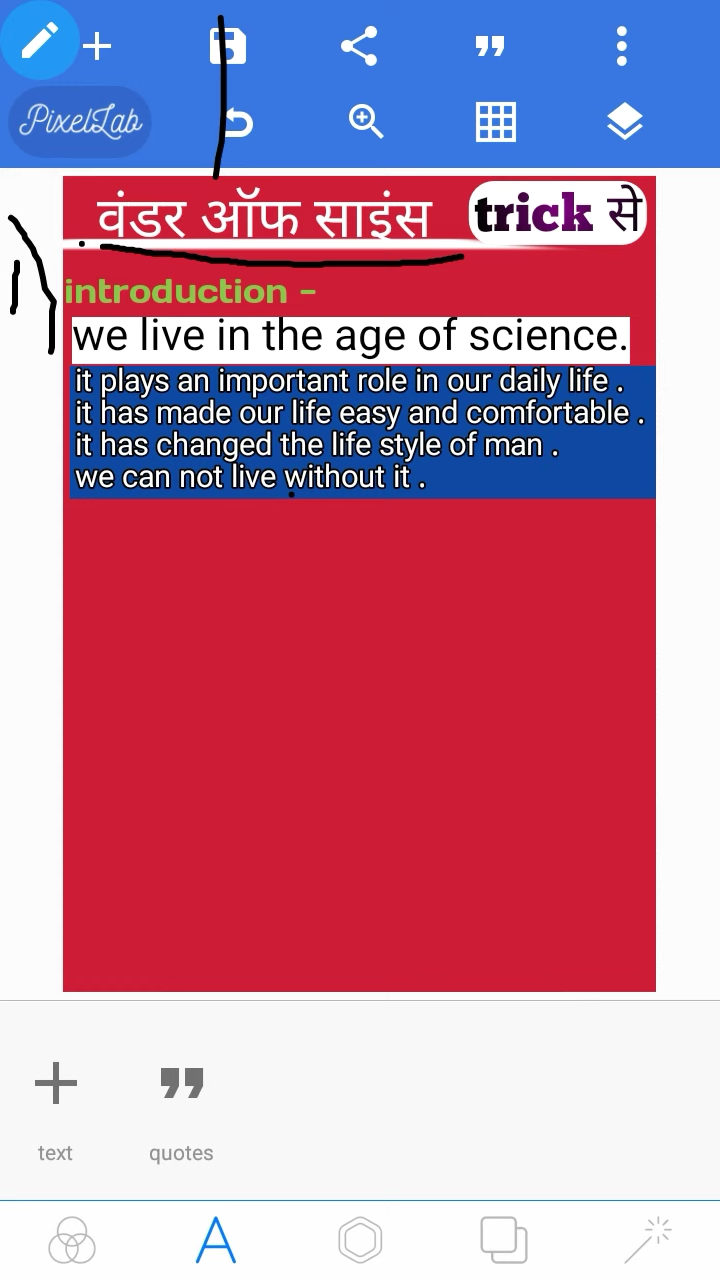 PixelLab
वंडर ऑफ साइंस trick से
introduction -
we live in the age of science.
it plays an important role in our daily life .
it has made our life easy and comfortable .
it has changed the life style of man .
we can not live without it .
text quotes